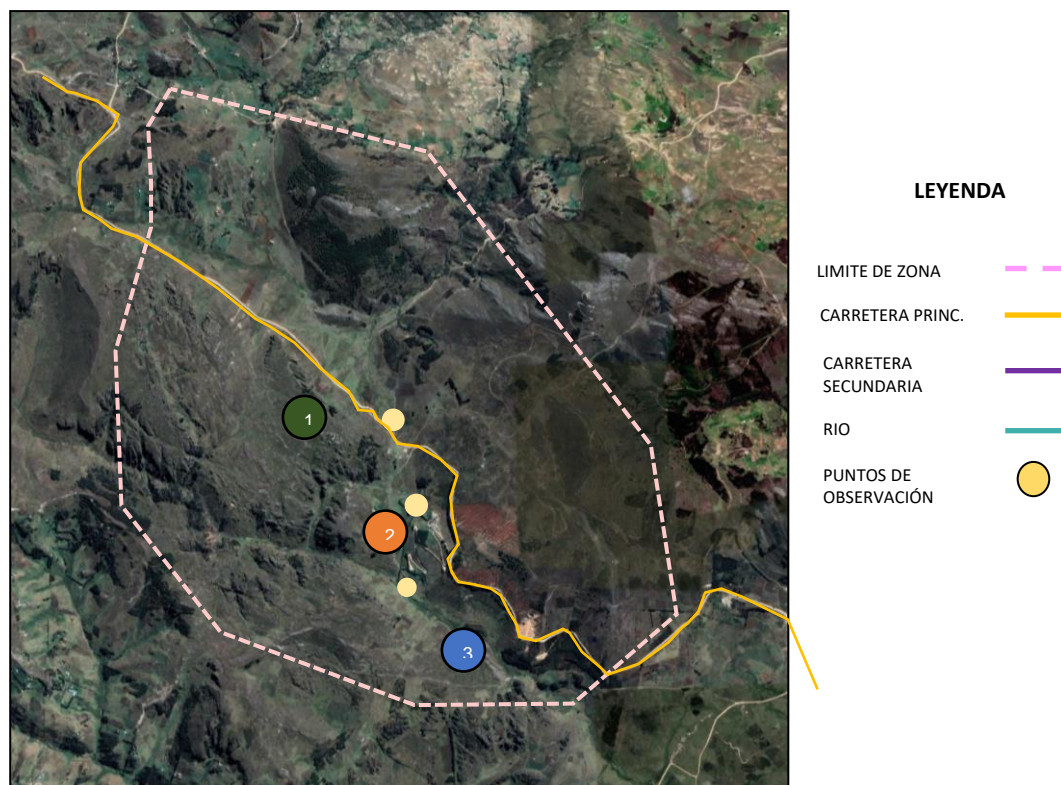 LEYENDA
LIMITE DE ZONA
CARRETERA PRINC.
CARRETERA
SECUNDARIA
RIO
PUNTOS DE
OBSERVACIÓN
1
2
3